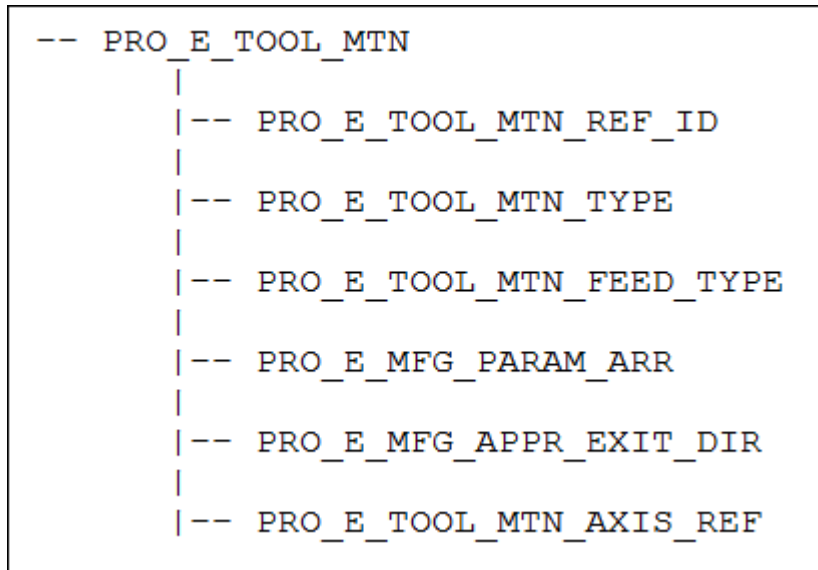 -- PRO_E_TOOL_MTN
|
|-- PRO_E_TOOL_MTN_REF_ID
|
|-- PRO_E_TOOL_MTN_TYPE
|
|-- PRO_E_TOOL_MTN_FEED_TYPE
|
|-- PRO_E_MFG_PARAM_ARR
|
|-- PRO_E_MFG_APPR_EXIT_DIR
|
|-- PRO_E_TOOL_MTN_AXIS_REF